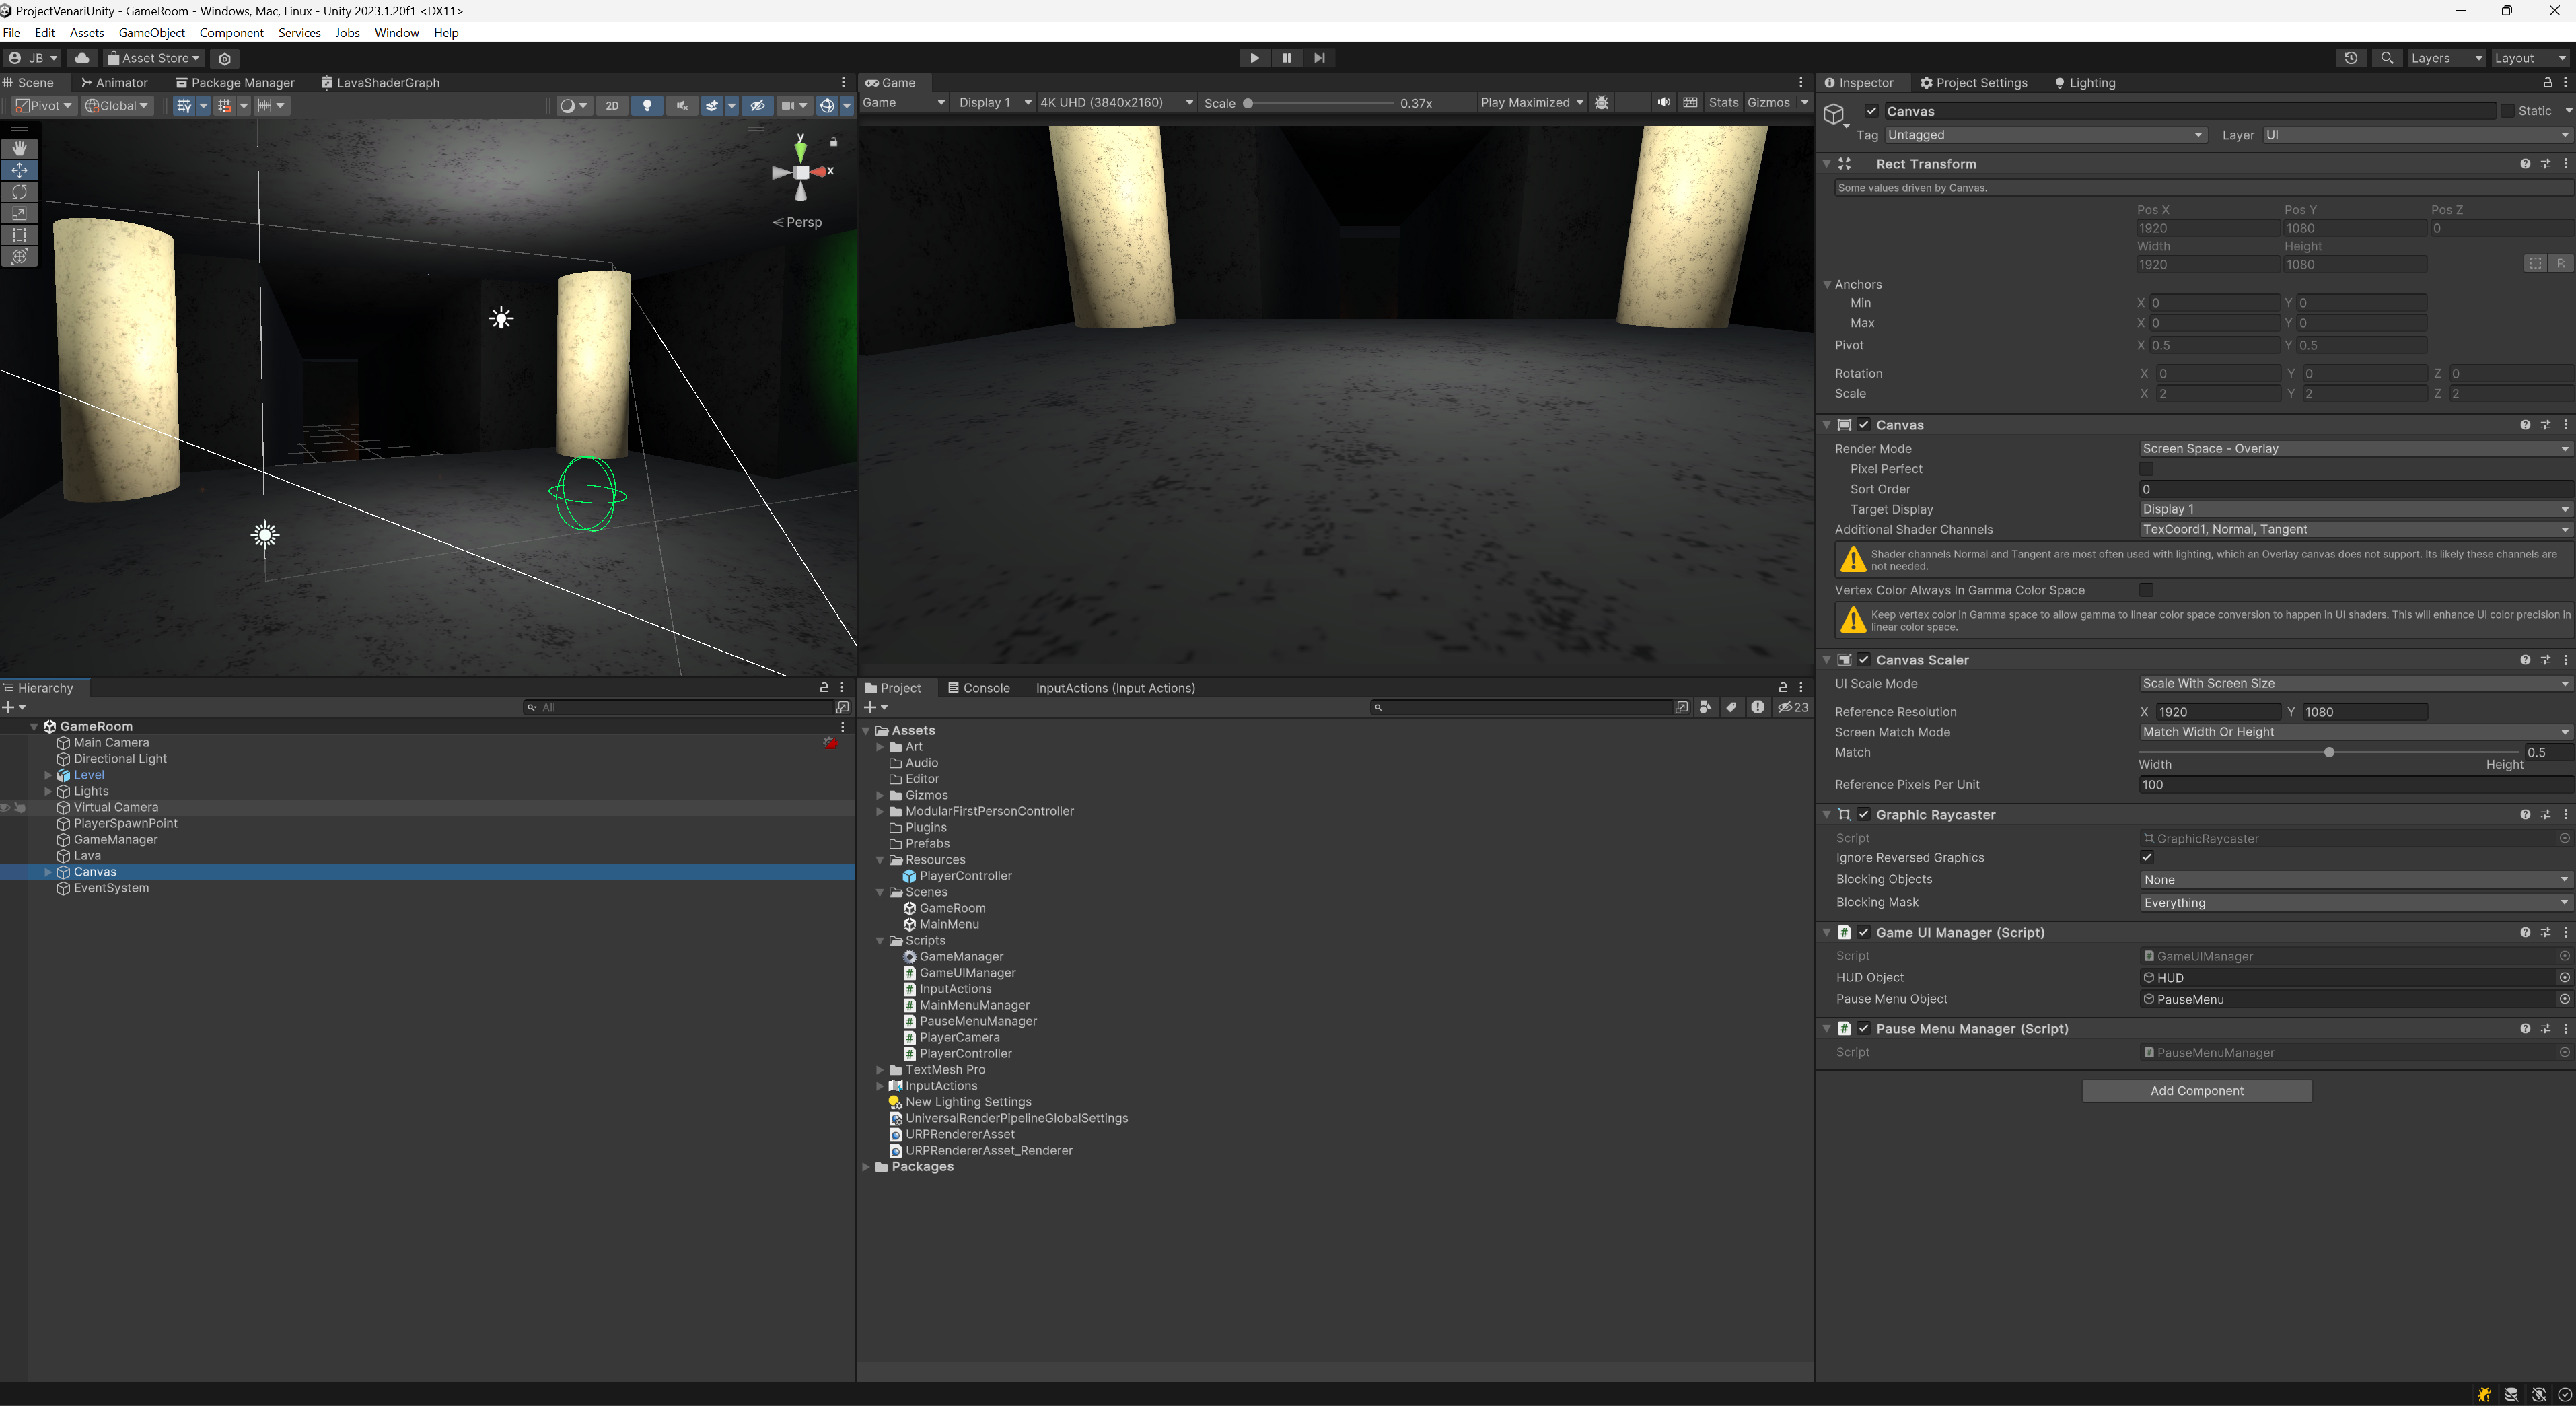 ProjectVenariUnity - GameRoom - Windows, Mac, Linux - Unity 2023.1.20f1 <DX11>
File Edit Assets GameObject Component Services Jobs Window Help
JB Asset Store Layers Layout
Scene Animator Package Manager LavaShaderGraph
Pivot Global 2D
y
x
Persp
Game
Game Display 1 4K UHD (3840x2160) Scale 0.37x Play Maximized Stats Gizmos
Hierarchy
All
GameRoom
Main Camera
Directional Light
Level
Lights
Virtual Camera
PlayerSpawnPoint
GameManager
Lava
Canvas
EventSystem
Project Console InputActions (Input Actions)
23
Assets
Art
Audio
Editor
Gizmos
ModularFirstPersonController
Plugins
Prefabs
Resources
PlayerController
Scenes
GameRoom
MainMenu
Scripts
GameManager
GameUIManager
InputActions
MainMenuManager
PauseMenuManager
PlayerCamera
PlayerController
TextMesh Pro
InputActions
New Lighting Settings
UniversalRenderPipelineGlobalSettings
URPRendererAsset
URPRendererAsset_Renderer
Packages
Inspector Project Settings Lighting
Canvas Static
Tag Untagged Layer UI
Rect Transform
Some values driven by Canvas.
Pos X Pos Y Pos Z
1920 1080 0
Width Height
1920 1080 R
Anchors
Min X 0 Y 0
Max X 0 Y 0
Pivot X 0.5 Y 0.5
Rotation X 0 Y 0 Z 0
Scale X 2 Y 2 Z 2
Canvas
Render Mode Screen Space - Overlay
Pixel Perfect
Sort Order 0
Target Display Display 1
Additional Shader Channels TexCoord1, Normal, Tangent
Shader channels Normal and Tangent are most often used with lighting, which an Overlay canvas does not support. Its likely these channels are
not needed.
Vertex Color Always In Gamma Color Space
Keep vertex color in Gamma space to allow gamma to linear color space conversion to happen in UI shaders. This will enhance UI color precision in
linear color space.
Canvas Scaler
UI Scale Mode Scale With Screen Size
Reference Resolution X 1920 Y 1080
Screen Match Mode Match Width Or Height
Match 0.5
Width Height
Reference Pixels Per Unit 100
Graphic Raycaster
Script GraphicRaycaster
Ignore Reversed Graphics
Blocking Objects None
Blocking Mask Everything
Game UI Manager (Script)
Script GameUIManager
HUD Object HUD
Pause Menu Object PauseMenu
Pause Menu Manager (Script)
Script PauseMenuManager
Add Component